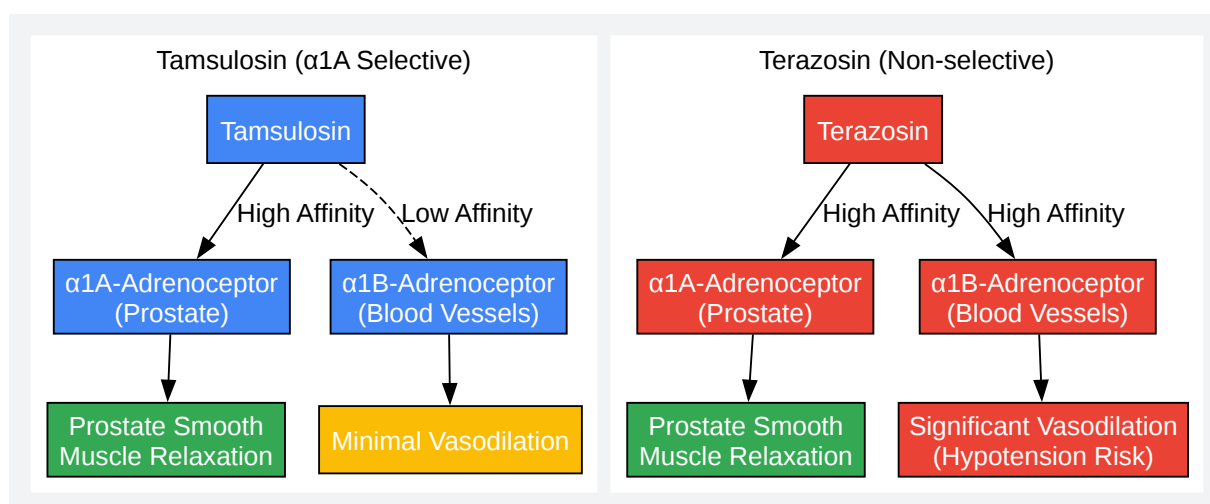 Tamsulosin (α1A Selective)
Tamsulosin
High Affinity
Low Affinity
α1A-Adrenoceptor
(Prostate)
α1B-Adrenoceptor
(Blood Vessels)
Prostate Smooth
Muscle Relaxation
Minimal Vasodilation
Terazosin (Non-selective)
Terazosin
High Affinity
High Affinity
α1A-Adrenoceptor
(Prostate)
α1B-Adrenoceptor
(Blood Vessels)
Prostate Smooth
Muscle Relaxation
Significant Vasodilation
(Hypotension Risk)